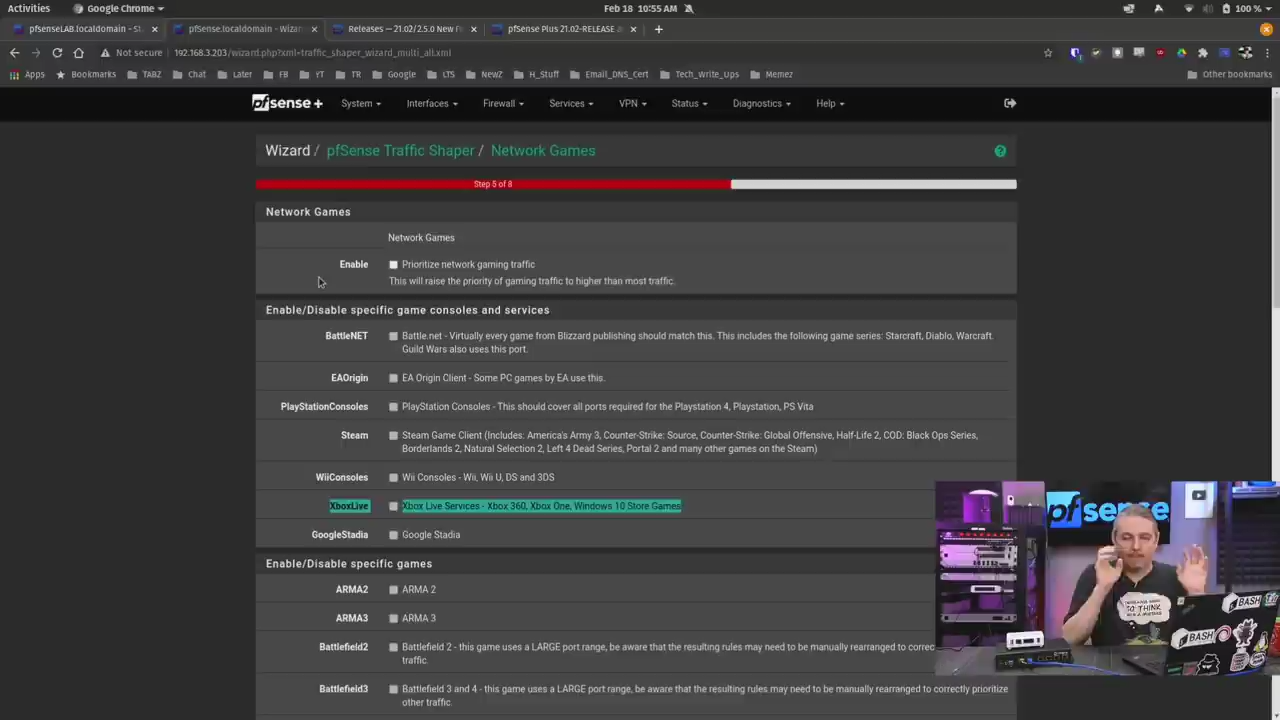 Activities
Google Chrome
Feb 18 10:55 AM
100 %
pfsenseLAB.localdomain - St
pfSense.localdomain - Wizar
Releases — 21.02/2.5.0 New F
pfSense Plus 21.02-RELEASE a
Not secure
192.168.3.203/wizard.php?xml=traffic_shaper_wizard_multi_all.xml
Apps
Bookmarks
TABZ
Chat
Later
FB
YT
TR
Google
LTS
NewZ
H_Stuff
Email_DNS_Cert
Tech_Write_Ups
Memez
Other bookmarks
pfsense +
System
Interfaces
Firewall
Services
VPN
Status
Diagnostics
Help
Wizard / pfSense Traffic Shaper / Network Games
Step 5 of 8
Network Games
Network Games
Enable
Prioritize network gaming traffic
This will raise the priority of gaming traffic to higher than most traffic.
Enable/Disable specific game consoles and services
BattleNET
Battle.net - Virtually every game from Blizzard publishing should match this. This includes the following game series: Starcraft, Diablo, Warcraft.
Guild Wars also uses this port.
EAOrigin
EA Origin Client - Some PC games by EA use this.
PlayStationConsoles
PlayStation Consoles - This should cover all ports required for the Playstation 4, Playstation, PS Vita
Steam
Steam Game Client (Includes: America's Army 3, Counter-Strike: Source, Counter-Strike: Global Offensive, Half-Life 2, COD: Black Ops Series,
Borderlands 2, Natural Selection 2, Left 4 Dead Series, Portal 2 and many other games on the Steam)
WiiConsoles
Wii Consoles - Wii, Wii U, DS and 3DS
XboxLive
Xbox Live Services - Xbox 360, Xbox One, Windows 10 Store Games
GoogleStadia
Google Stadia
Enable/Disable specific games
ARMA2
ARMA 2
ARMA3
ARMA 3
Battlefield2
Battlefield 2 - this game uses a LARGE port range, be aware that the resulting rules may need to be manually rearranged to correc
traffic.
Battlefield3
Battlefield 3 and 4 - this game uses a LARGE port range, be aware that the resulting rules may need to be manually rearranged to correctly prioritize
other traffic.
pfsense
SO THINK
BASH
BASH